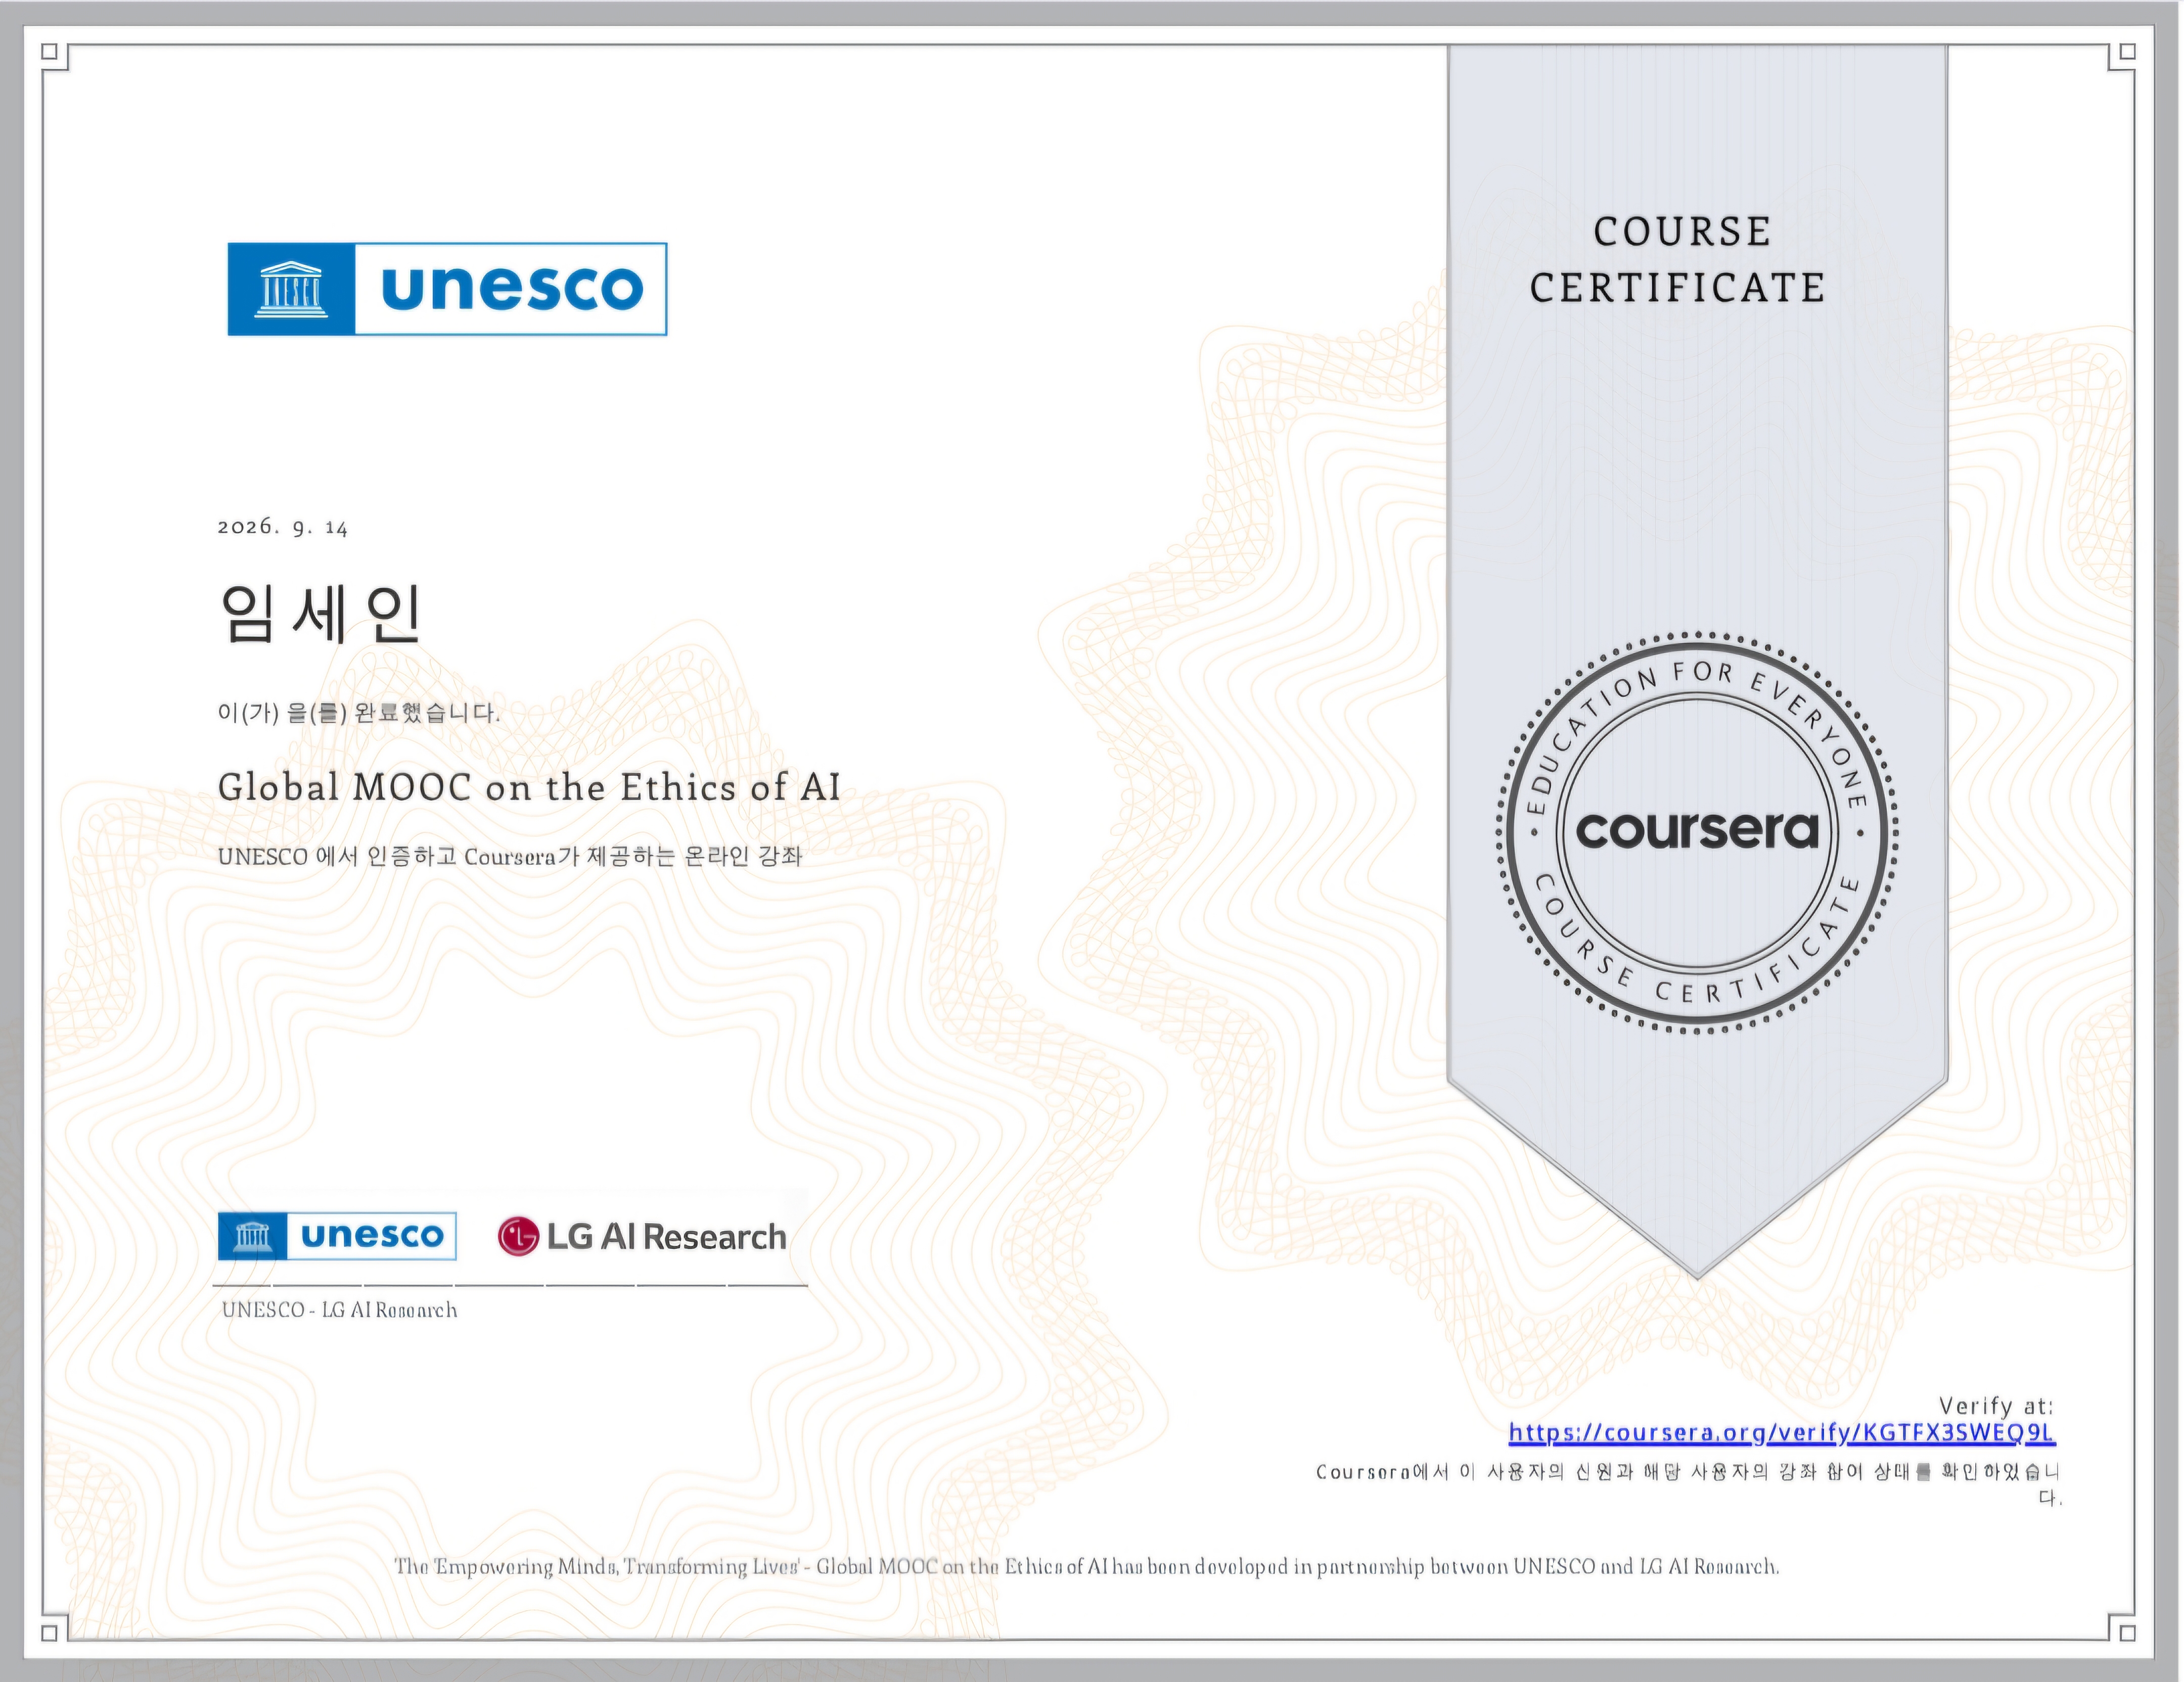 unesco
COURSE
CERTIFICATE
2026. 9. 14
임세인
이(가) 을(를) 완료했습니다.
Global MOOC on the Ethics of AI
UNESCO 에서 인증하고 Coursera가 제공하는 온라인 강좌
EDUCATION FOR EVERYONE
coursera
COURSE CERTIFICATE
unesco LG AI Research
UNESCO - LG AI Research
Verify at:
https://coursera.org/verify/KGTFX3SWEQ9L
Coursera에서 이 사용자의 신원과 해당 사용자의 강좌 참여 상태를 확인하였습니
다.
The 'Empowering Minds, Transforming Lives' - Global MOOC on the Ethics of AI has been developed in partnership between UNESCO and LG AI Research.